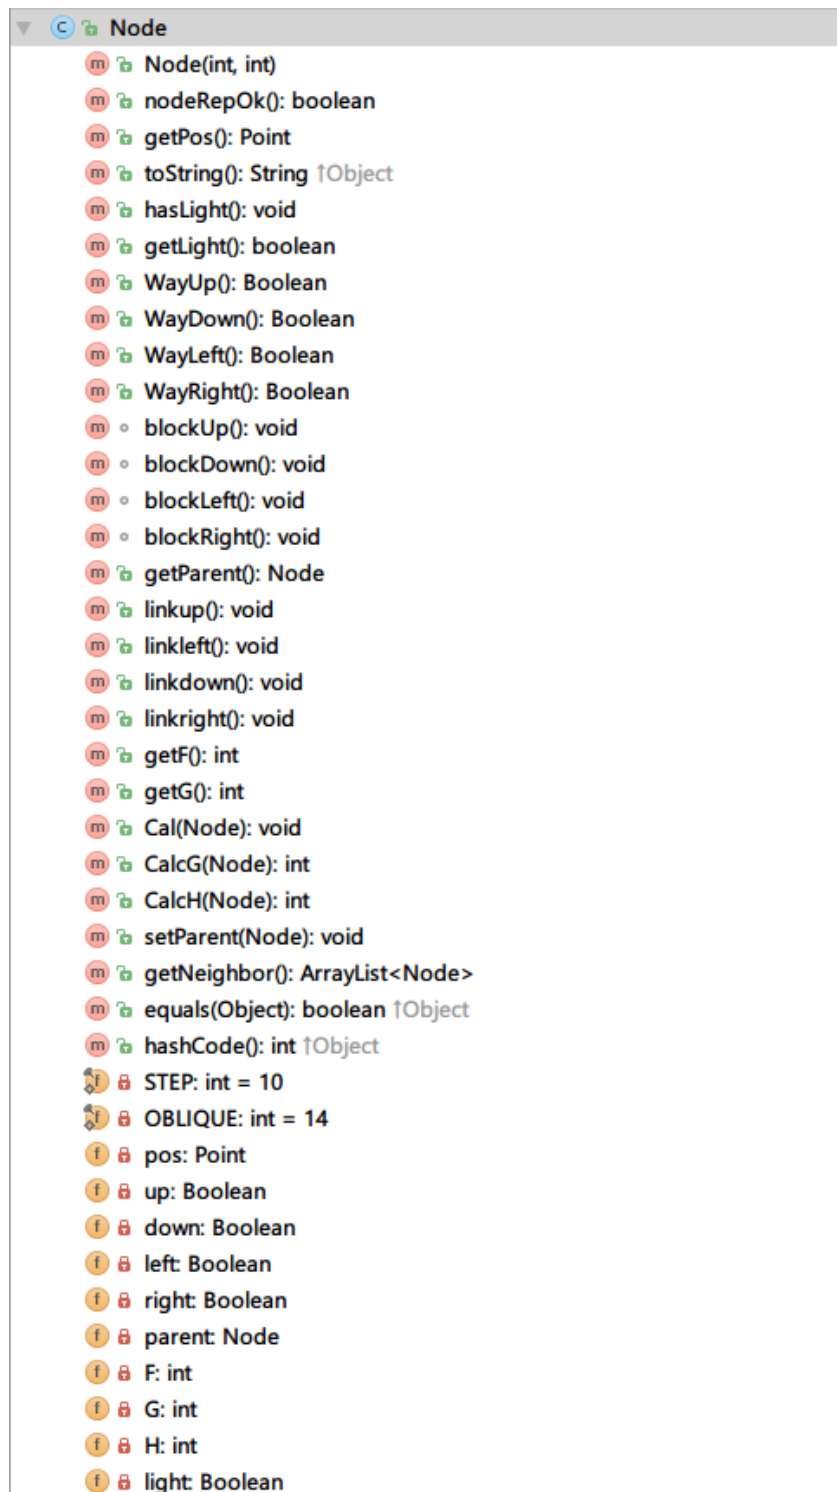 Node
Node(int, int)
nodeRepOk(): boolean
getPos(): Point
toString(): String ↑Object
hasLight(): void
getLight(): boolean
WayUp(): Boolean
WayDown(): Boolean
WayLeft(): Boolean
WayRight(): Boolean
blockUp(): void
blockDown(): void
blockLeft(): void
blockRight(): void
getParent(): Node
linkup(): void
linkleft(): void
linkdown(): void
linkright(): void
getF(): int
getG(): int
Cal(Node): void
CalcG(Node): int
CalcH(Node): int
setParent(Node): void
getNeighbor(): ArrayList<Node>
equals(Object): boolean ↑Object
hashCode(): int ↑Object
STEP: int = 10
OBLIQUE: int = 14
pos: Point
up: Boolean
down: Boolean
left: Boolean
right: Boolean
parent: Node
F: int
G: int
H: int
light: Boolean